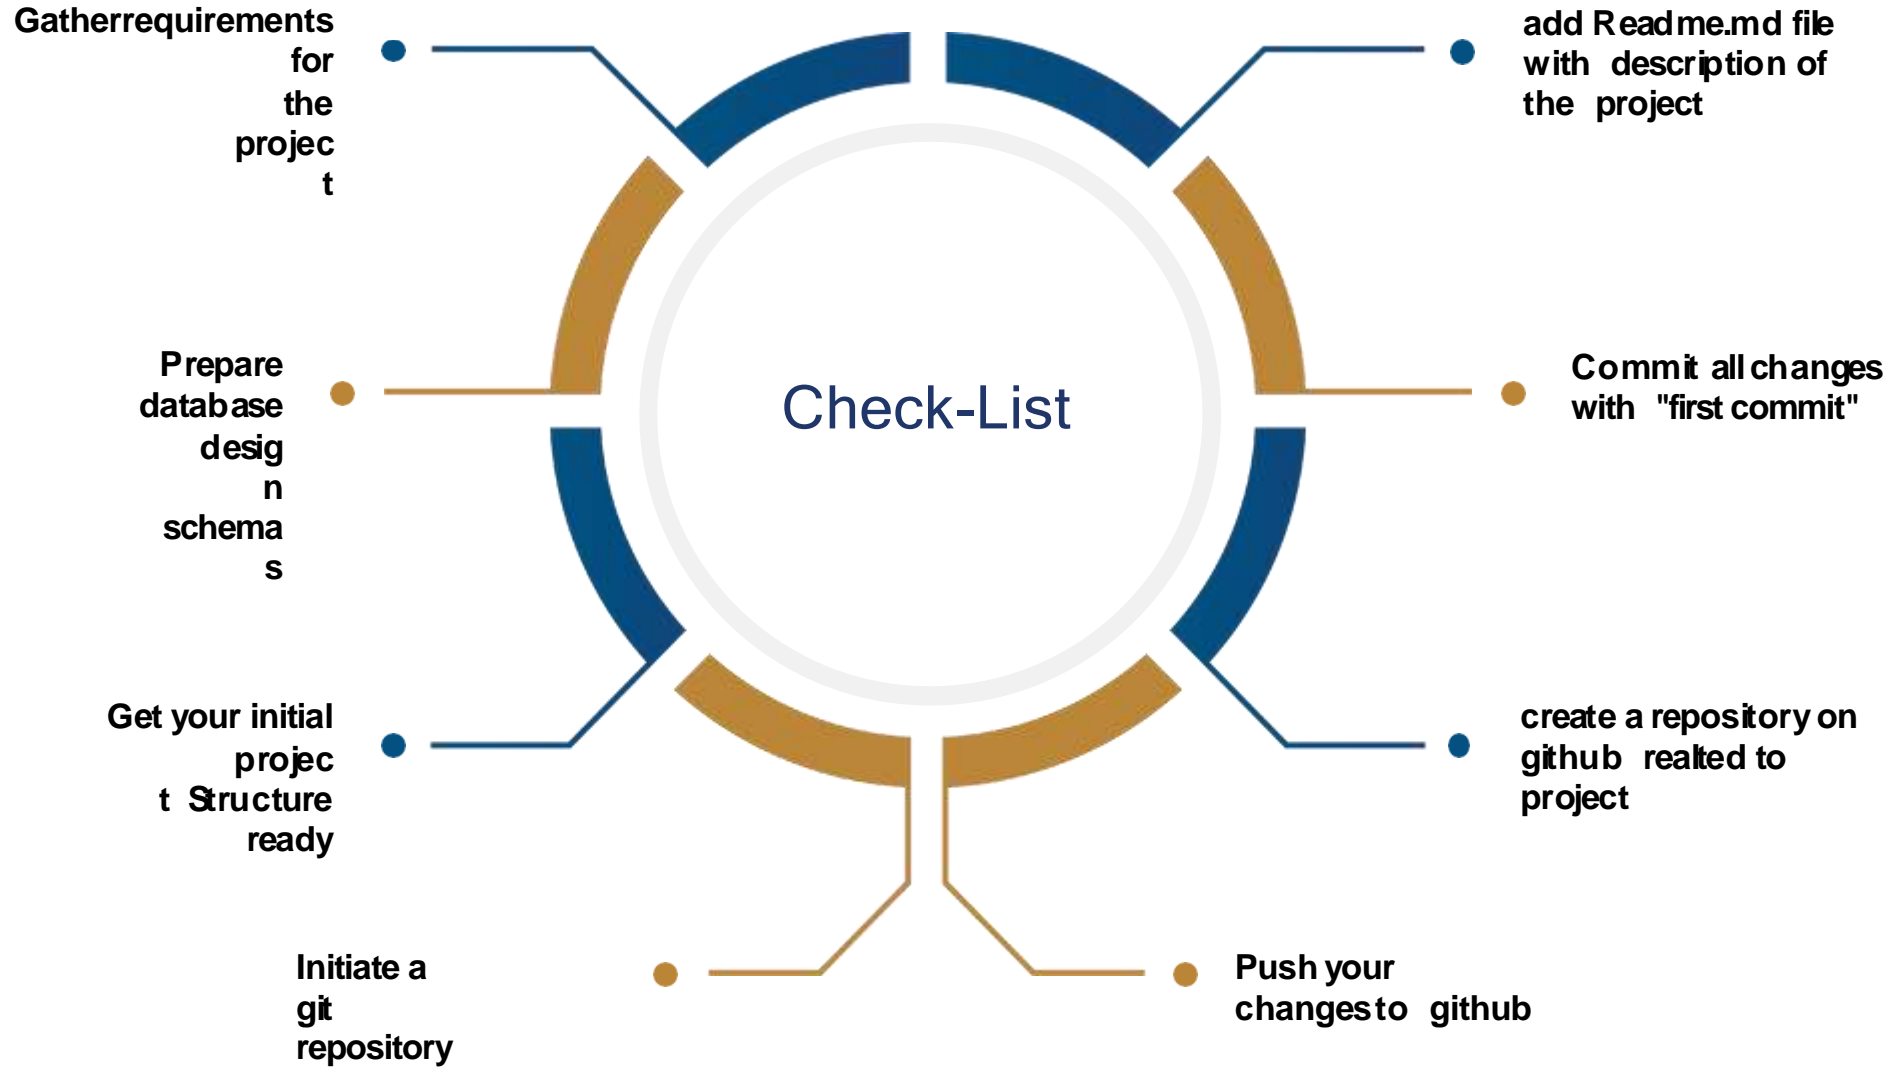 Gatherrequirements
for
the
projec
t
add Readme.md file
with description of
the project
Prepare
database
desig
n
schema
s
Check-List
Commit all changes
with "first commit"
Get your initial
projec
t Structure
ready
create a repository on
github realted to
project
Initiate a
git
repository
Push your
changes to github